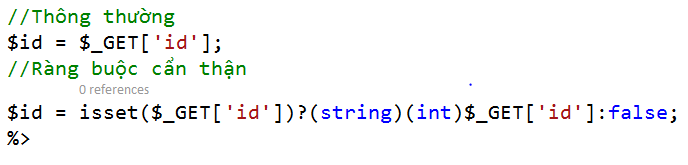 //Thông thường
$id = $_GET['id'];
//Ràng buộc cẩn thận
0 references
$id = isset($_GET['id'])?(string)(int)$_GET['id']:false;
%>